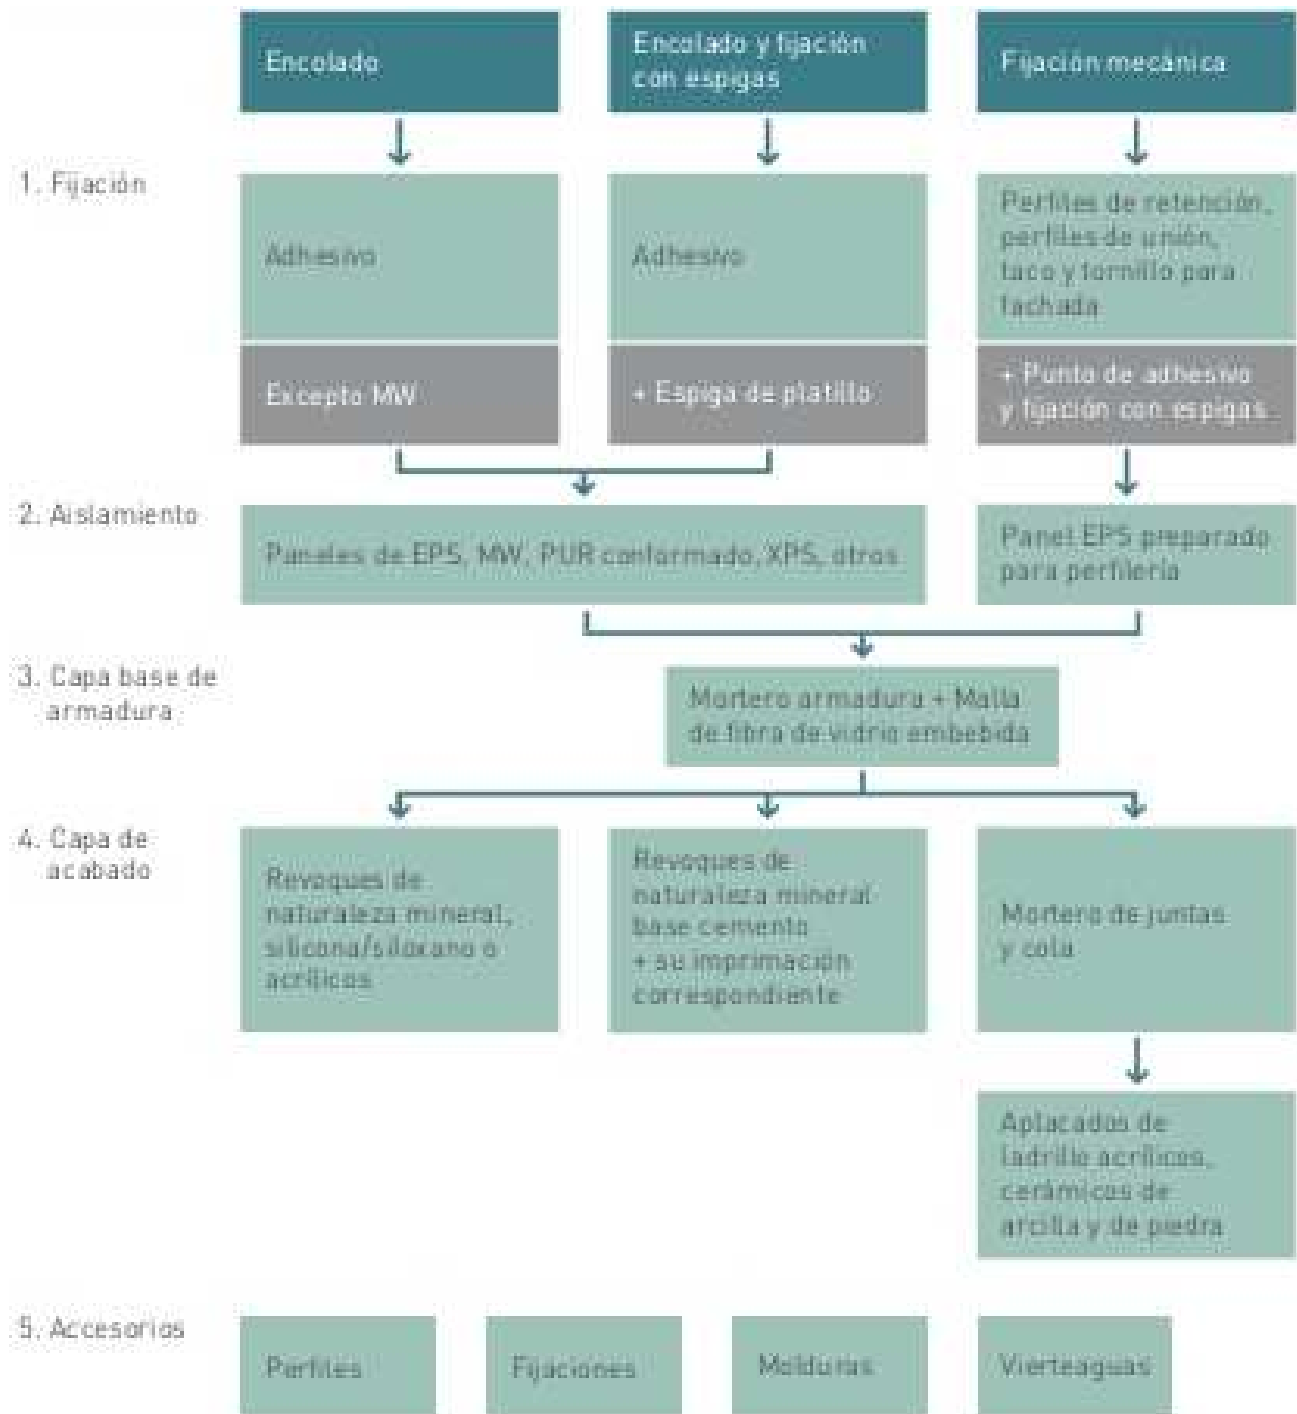 Encolado
Encolado y fijación
con espigas
Fijación mecánica
1. Fijación
Adhesivo
Adhesivo
Perfiles de retención,
perfiles de unión,
taco y tornillo para
fachada
Excepto MW
+ Espiga de platillo
+ Punto de adhesivo
y fijación con espigas
2. Aislamiento
Paneles de EPS, MW, PUR conformado, XPS, otros
Panel EPS preparado
para perfilería
3. Capa base de
armadura
Mortero armadura + Malla
de fibra de vidrio embebida
4. Capa de
acabado
Revoques de
naturaleza mineral,
silicona/siloxano o
acrílicos
Revoques de
naturaleza mineral
base cemento
+ su imprimación
correspondiente
Mortero de juntas
y cola
Aplacados de
ladrillo acrílicos,
cerámicos de
arcilla y de piedra
5. Accesorios
Perfiles
Fijaciones
Molduras
Vierteaguas